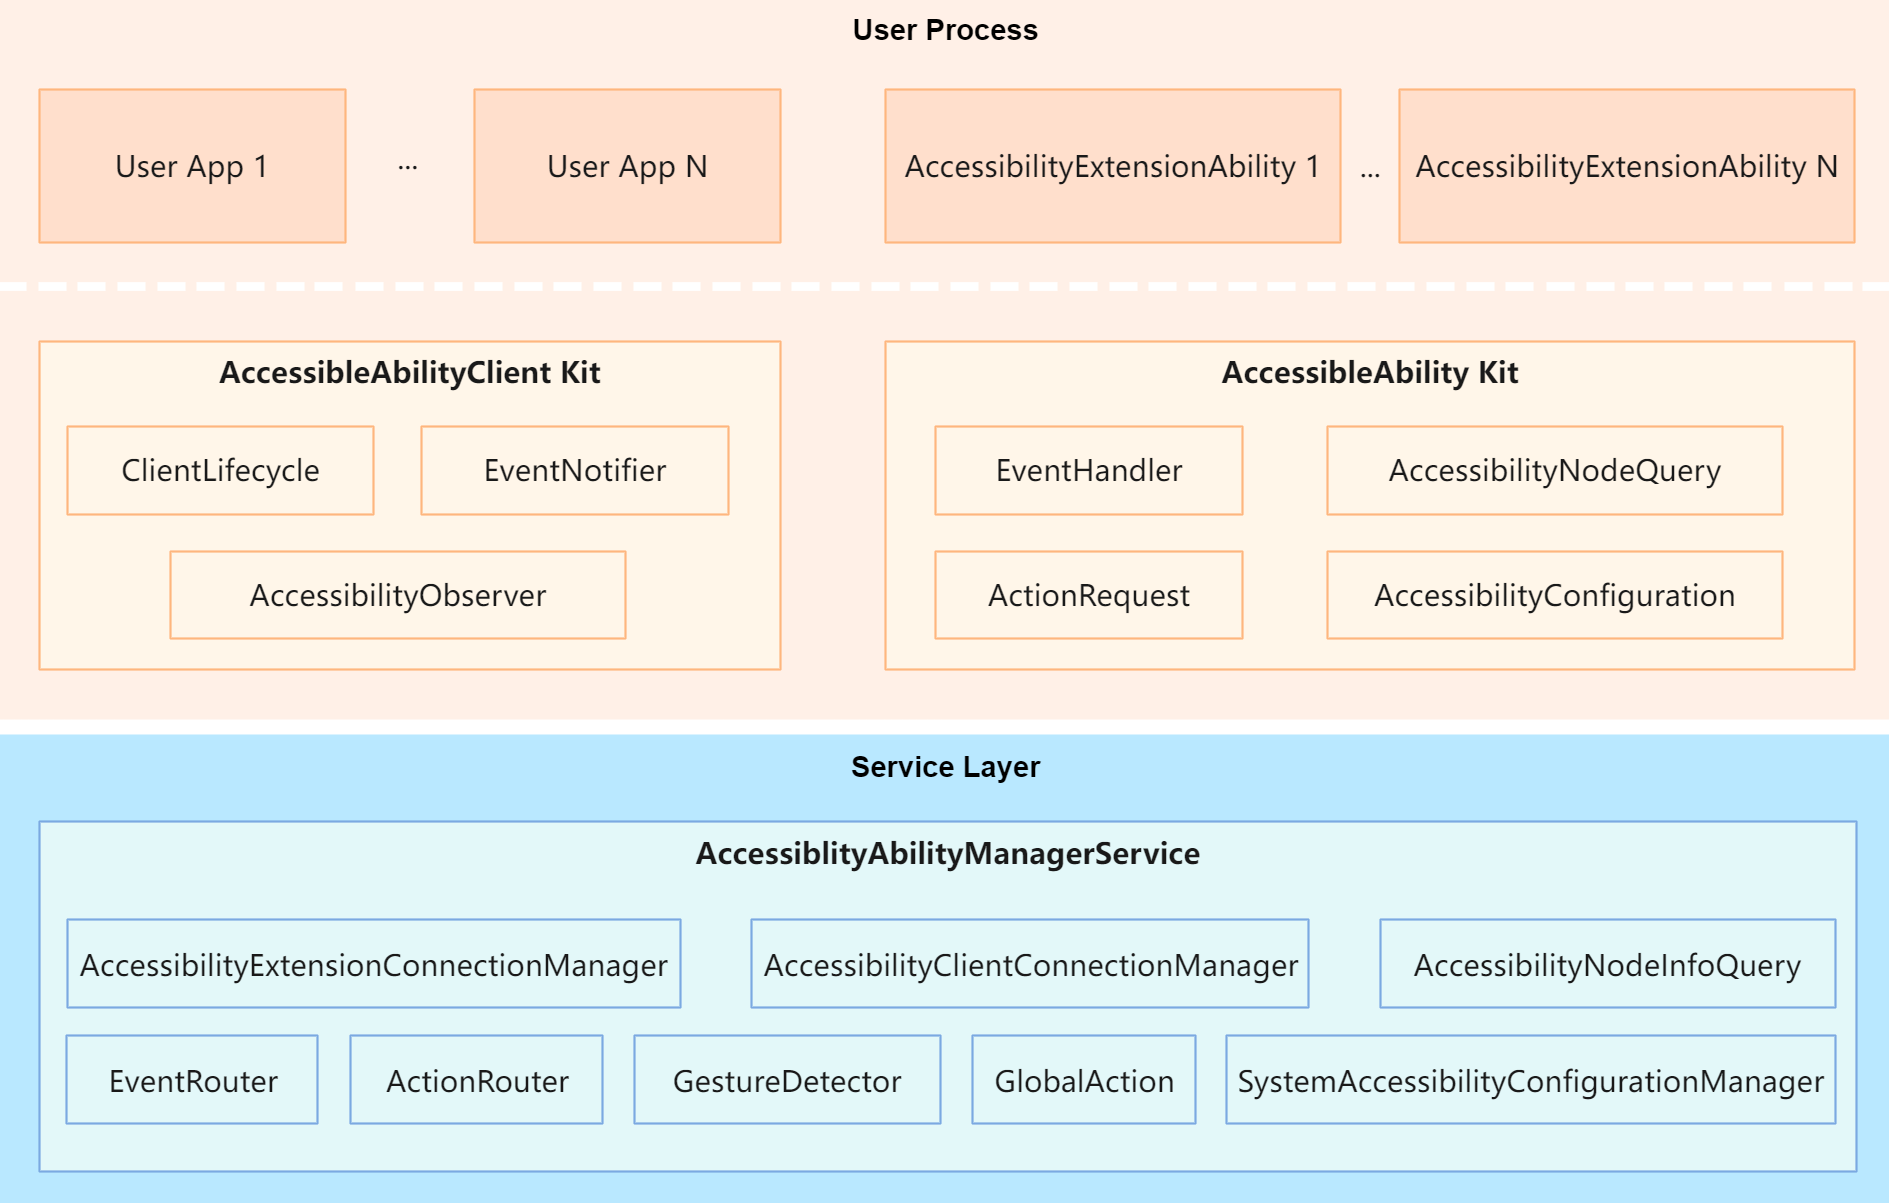 User Process
User App 1
...
User App N
AccessibilityExtensionAbility 1
...
AccessibilityExtensionAbility N
AccessibleAbilityClient Kit
ClientLifecycle
EventNotifier
AccessibilityObserver
AccessibleAbility Kit
EventHandler
AccessibilityNodeQuery
ActionRequest
AccessibilityConfiguration
Service Layer
AccessiblityAbilityManagerService
AccessibilityExtensionConnectionManager
AccessibilityClientConnectionManager
AccessibilityNodeInfoQuery
EventRouter
ActionRouter
GestureDetector
GlobalAction
SystemAccessibilityConfigurationManager